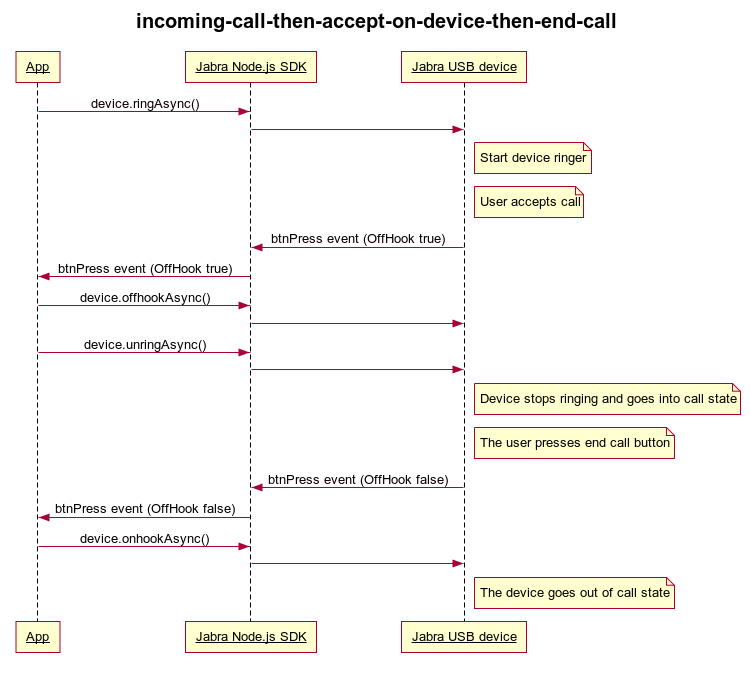 incoming-call-then-accept-on-device-then-end-call
App
Jabra Node.js SDK
Jabra USB device
device.ringAsync()
Start device ringer
User accepts call
btnPress event (OffHook true)
btnPress event (OffHook true)
device.offhookAsync()
device.unringAsync()
Device stops ringing and goes into call state
The user presses end call button
btnPress event (OffHook false)
btnPress event (OffHook false)
device.onhookAsync()
The device goes out of call state
App
Jabra Node.js SDK
Jabra USB device